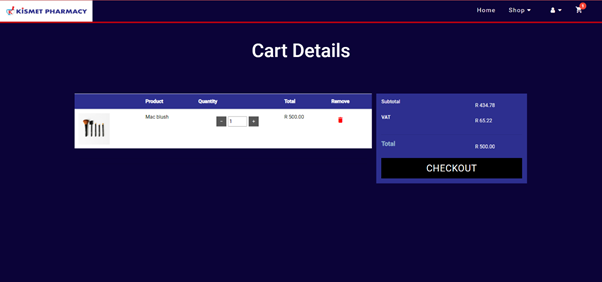 KISMET PHARMACY
Home Shop 1
Cart Details
Product Quantity Total Remove
Mac blush - 1 + R 500.00
Subtotal R 434.78
VAT R 65.22
Total R 500.00
CHECKOUT